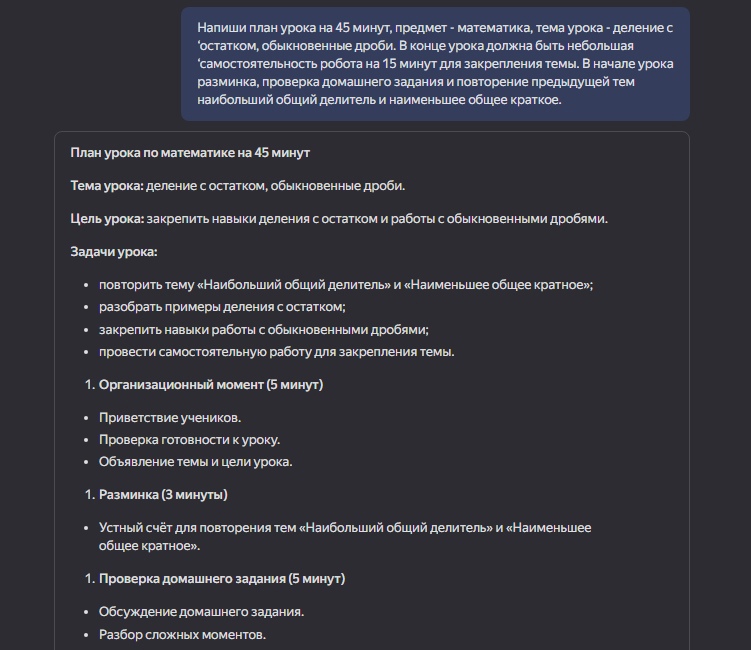 Напиши план урока на 45 минут, предмет - математика, тема урока - деление с
'остатком, обыкновенные дроби. В конце урока должна быть небольшая
'самостоятельность робота на 15 минут для закрепления темы. В начале урока
разминка, проверка домашнего задания и повторение предыдущей тем
наибольший общий делитель и наименьшее общее краткое.
План урока по математике на 45 минут
Тема урока: деление с остатком, обыкновенные дроби.
Цель урока: закрепить навыки деления с остатком и работы с обыкновенными дробями.
Задачи урока:
• повторить тему «Наибольший общий делитель» и «Наименьшее общее кратное»;
• разобрать примеры деления с остатком;
• закрепить навыки работы с обыкновенными дробями;
• провести самостоятельную работу для закрепления темы.
1. Организационный момент (5 минут)
• Приветствие учеников.
• Проверка готовности к уроку.
• Объявление темы и цели урока.
1. Разминка (3 минуты)
• Устный счёт для повторения тем «Наибольший общий делитель» и «Наименьшее
общее кратное».
1. Проверка домашнего задания (5 минут)
• Обсуждение домашнего задания.
• Разбор сложных моментов.